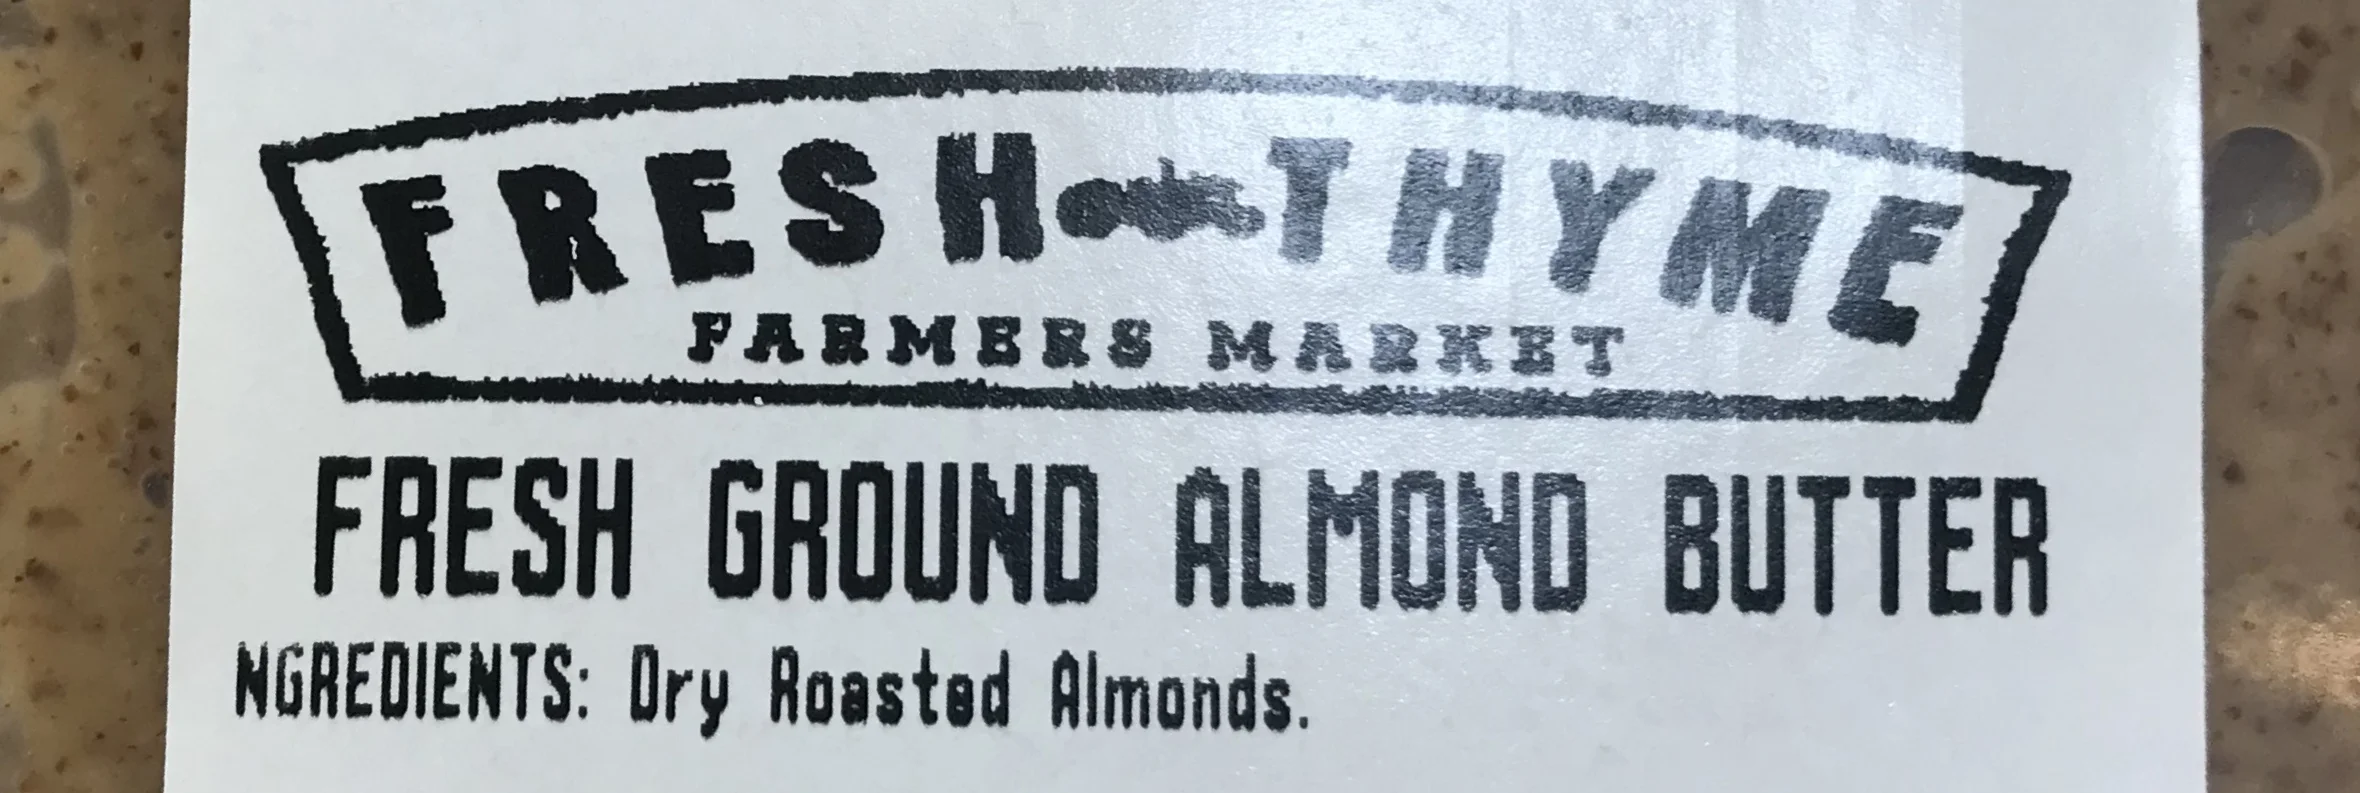 FRESH THYME
FARMERS MARKET
FRESH GROUND ALMOND BUTTER
NGREDIENTS: Dry Roasted Almonds.